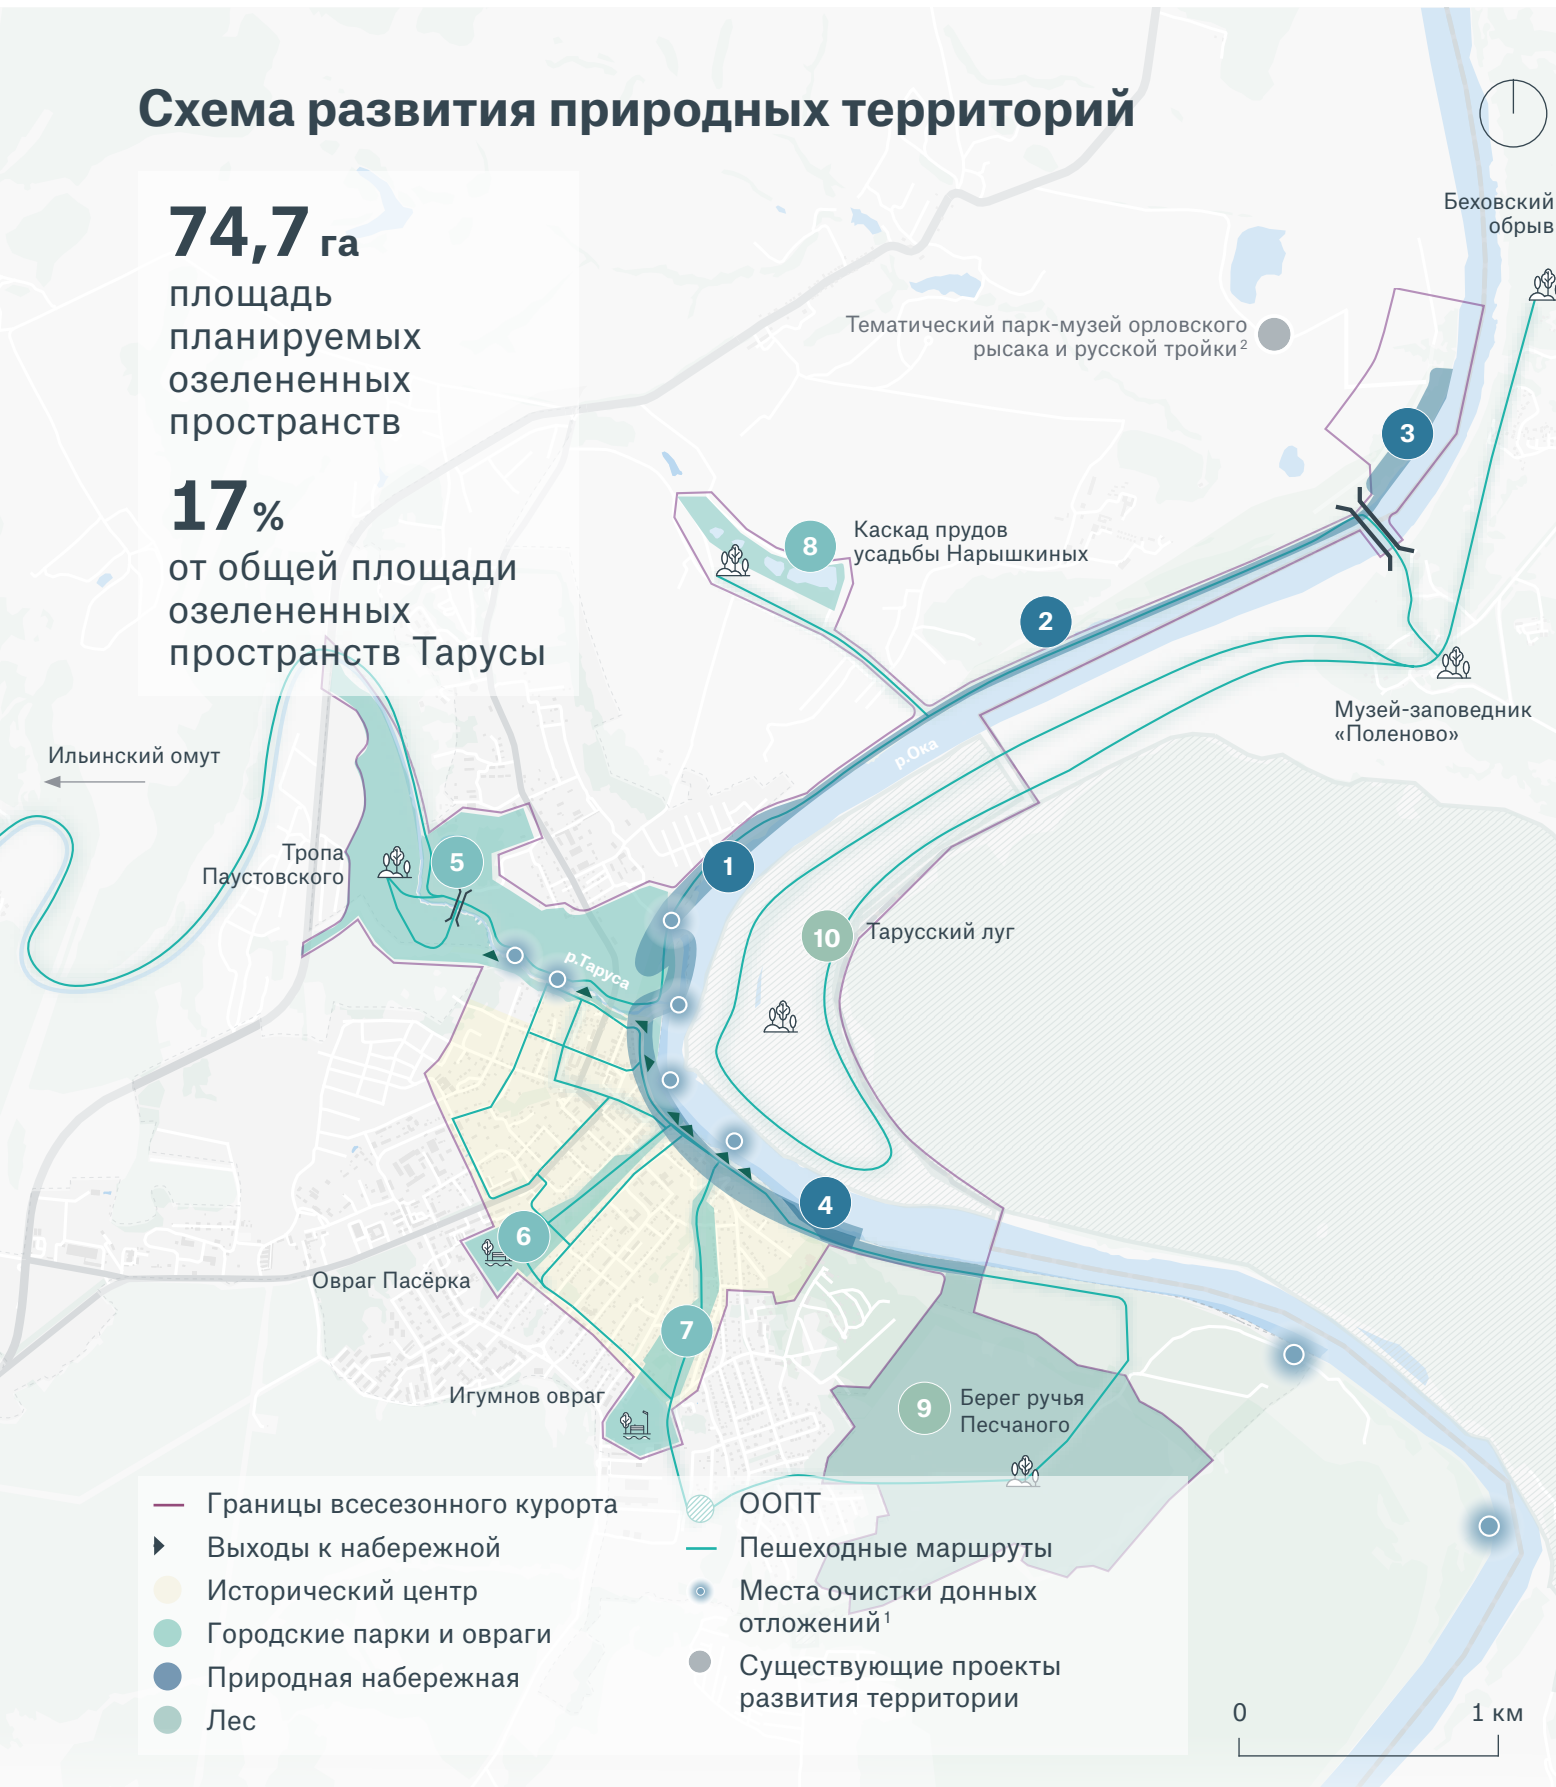 Схема развития природных территорий
74,7 га
площадь
планируемых
озелененных
пространств
17 %
от общей площади
озелененных
пространств Тарусы
Беховский
обрыв
Тематический парк-музей орловского
рысака и русской тройки²
3
8
Каскад прудов
усадьбы Нарышкиных
2
Музей-заповедник
«Поленово»
р.Ока
Ильинский омут
Тропа
Паустовского
5
1
10
Тарусский луг
р.Таруса
4
6
Овраг Пасёрка
7
Игумнов овраг
9
Берег ручья
Песчаного
Границы всесезонного курорта
Выходы к набережной
Исторический центр
Городские парки и овраги
Природная набережная
Лес
ООПТ
Пешеходные маршруты
Места очистки донных
отложений¹
Существующие проекты
развития территории
0
1 км